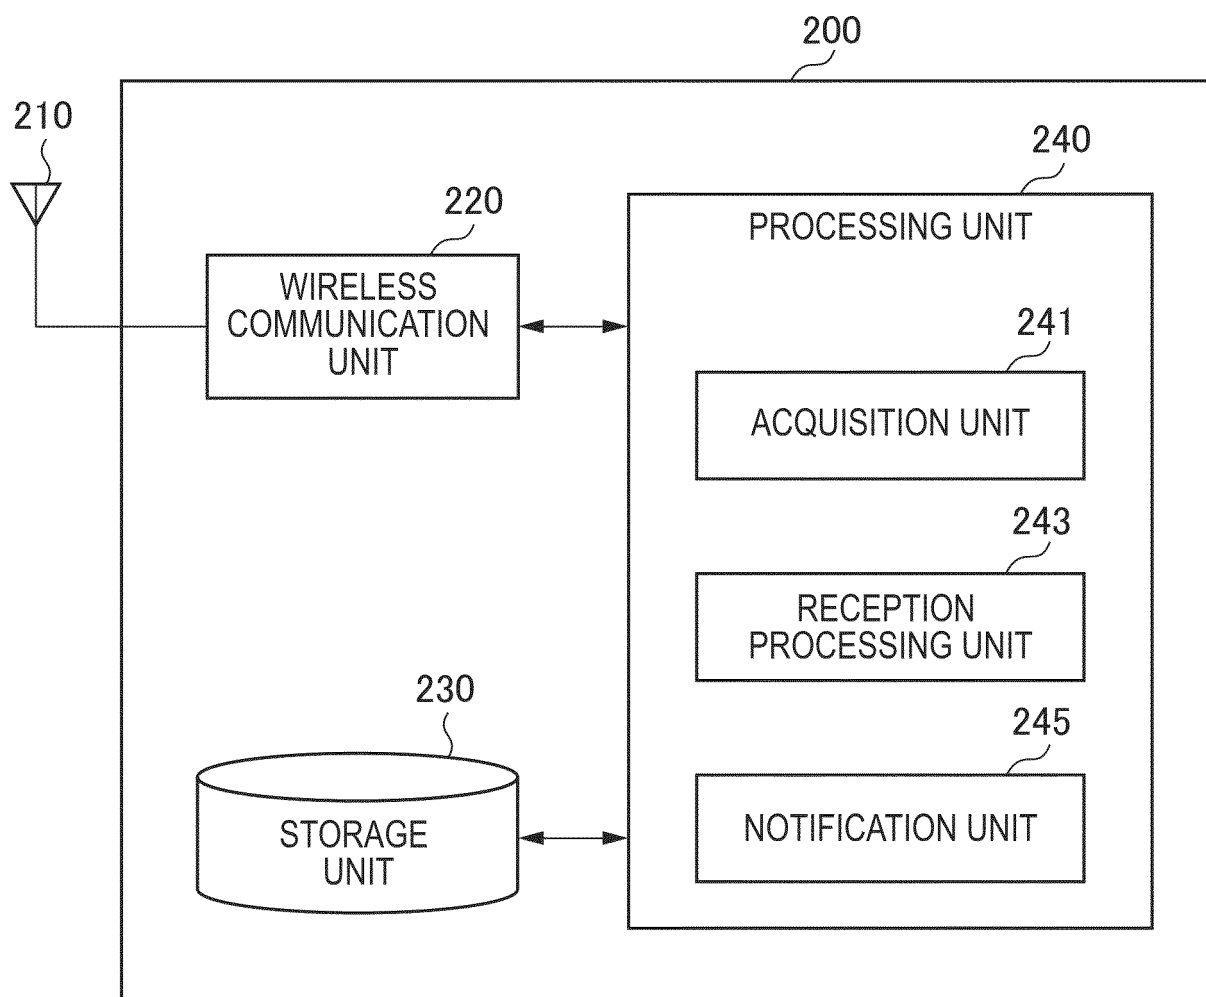 200
210
240
PROCESSING UNIT
220
WIRELESS
COMMUNICATION
UNIT
241
ACQUISITION UNIT
243
RECEPTION
PROCESSING UNIT
230
STORAGE
UNIT
245
NOTIFICATION UNIT